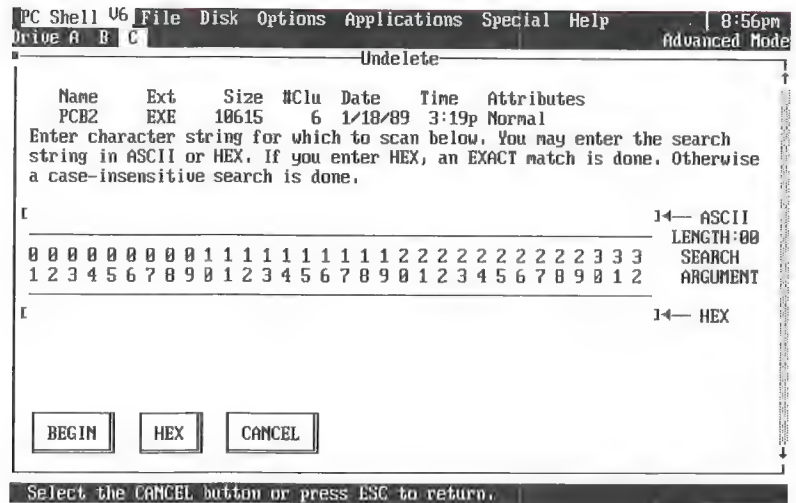 PC Shell V6 File Disk Options Applications Special Help 8:56pm
Drive A B C Advanced Mode
Undelete
Name Ext Size #Clu Date Time Attributes
PCB2 EXE 10615 6 1/18/89 3:19p Normal
Enter character string for which to scan below. You may enter the search
string in ASCII or HEX. If you enter HEX, an EXACT match is done. Otherwise
a case-insensitive search is done.
[ ]◄— ASCII
LENGTH:00
0 0 0 0 0 0 0 0 0 1 1 1 1 1 1 1 1 1 1 2 2 2 2 2 2 2 2 2 2 3 3 3 SEARCH
1 2 3 4 5 6 7 8 9 0 1 2 3 4 5 6 7 8 9 0 1 2 3 4 5 6 7 8 9 0 1 2 ARGUMENT
[ ]◄— HEX
BEGIN HEX CANCEL
Select the CANCEL button or press ESC to return.